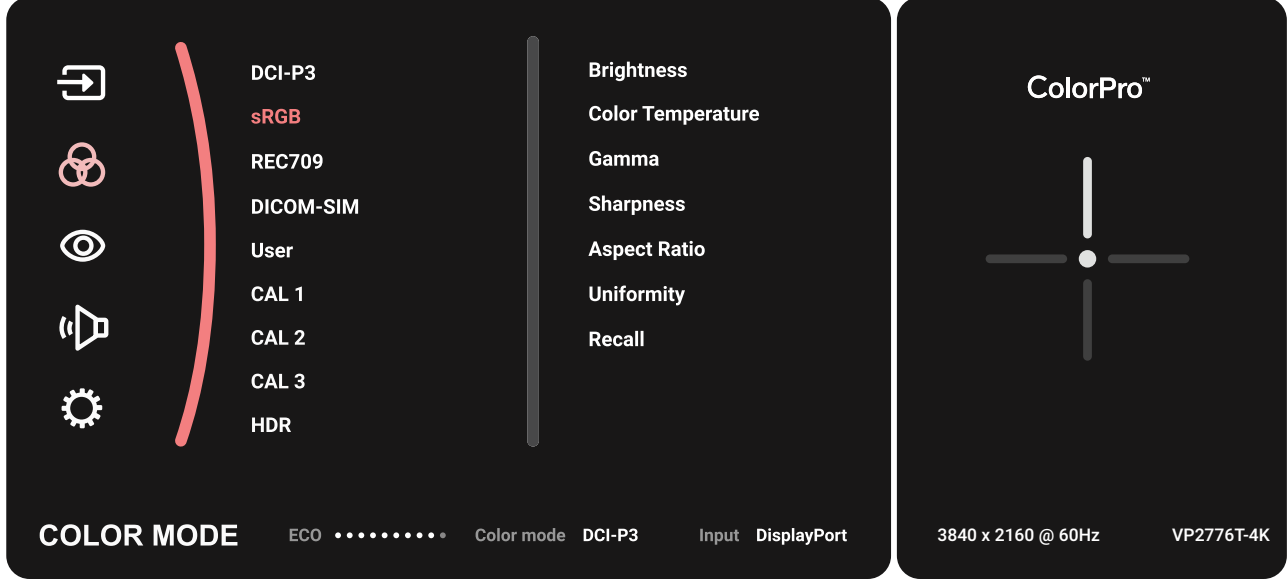 DCI-P3
sRGB
REC709
DICOM-SIM
User
CAL 1
CAL 2
CAL 3
HDR
Brightness
Color Temperature
Gamma
Sharpness
Aspect Ratio
Uniformity
Recall
COLOR MODE ECO Color mode DCI-P3 Input DisplayPort
ColorPro™
3840 x 2160 @ 60Hz VP2776T-4K